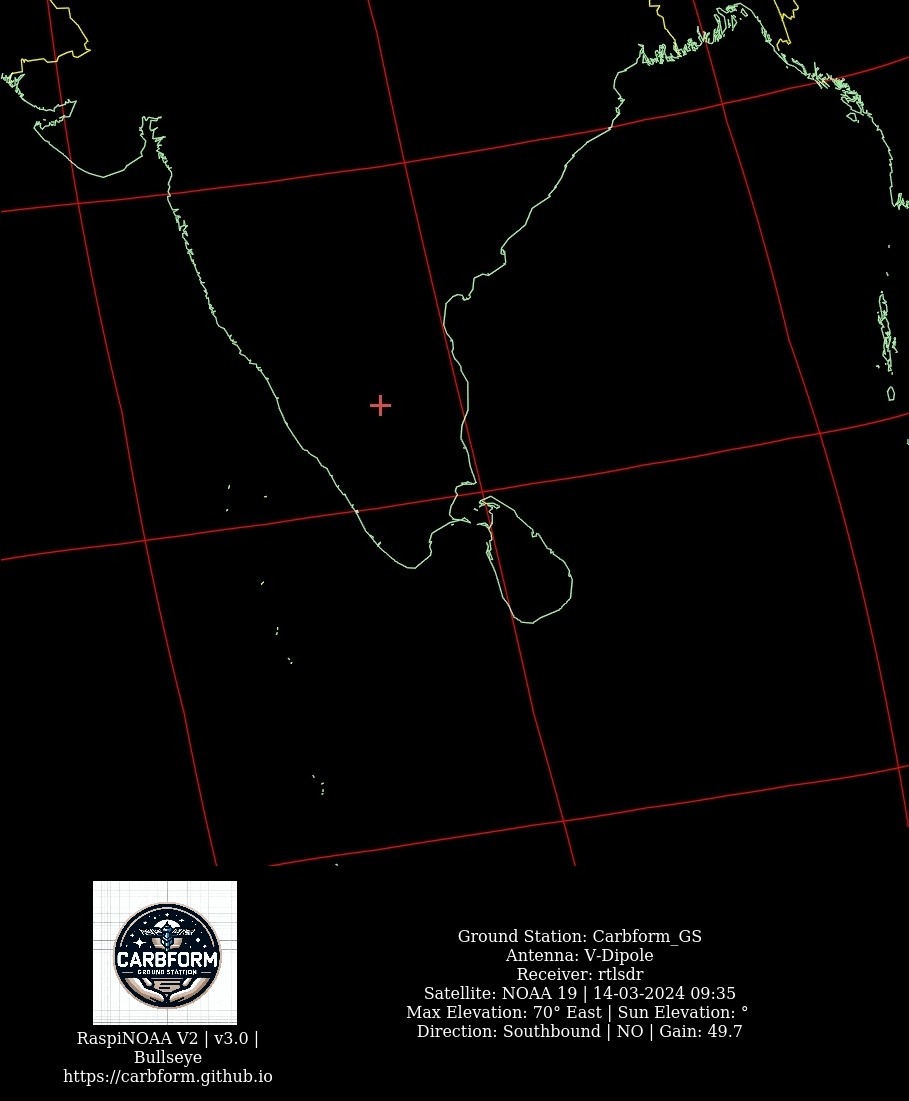 CARBFORM
GROUND STATION
RaspiNOAA V2 | v3.0 |
Bullseye
https://carbform.github.io
Ground Station: Carbform_GS
Antenna: V-Dipole
Receiver: rtlsdr
Satellite: NOAA 19 | 14-03-2024 09:35
Max Elevation: 70° East | Sun Elevation: °
Direction: Southbound | NO | Gain: 49.7